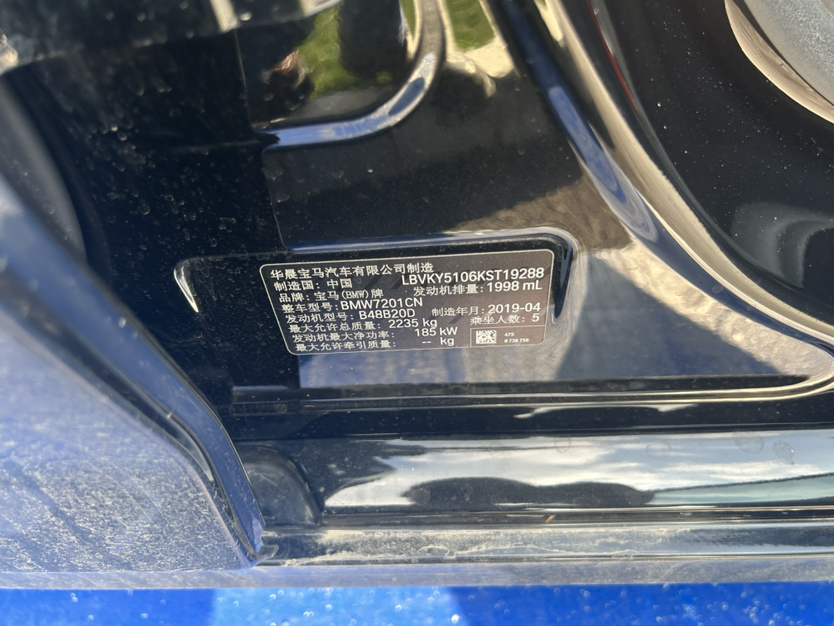 华晨宝马汽车有限公司制造
制造国：中国 LBVKY5106KST19288
品牌：宝马(BMW)牌 发动机排量：1998 mL
整车型号：BMW7201CN
发动机型号：B48B20D 制造年月：2019-04
最大允许总质量： 2235 kg 乘坐人数：5
发动机最大净功率： 185 kW
最大允许牵引质量： -- kg
475